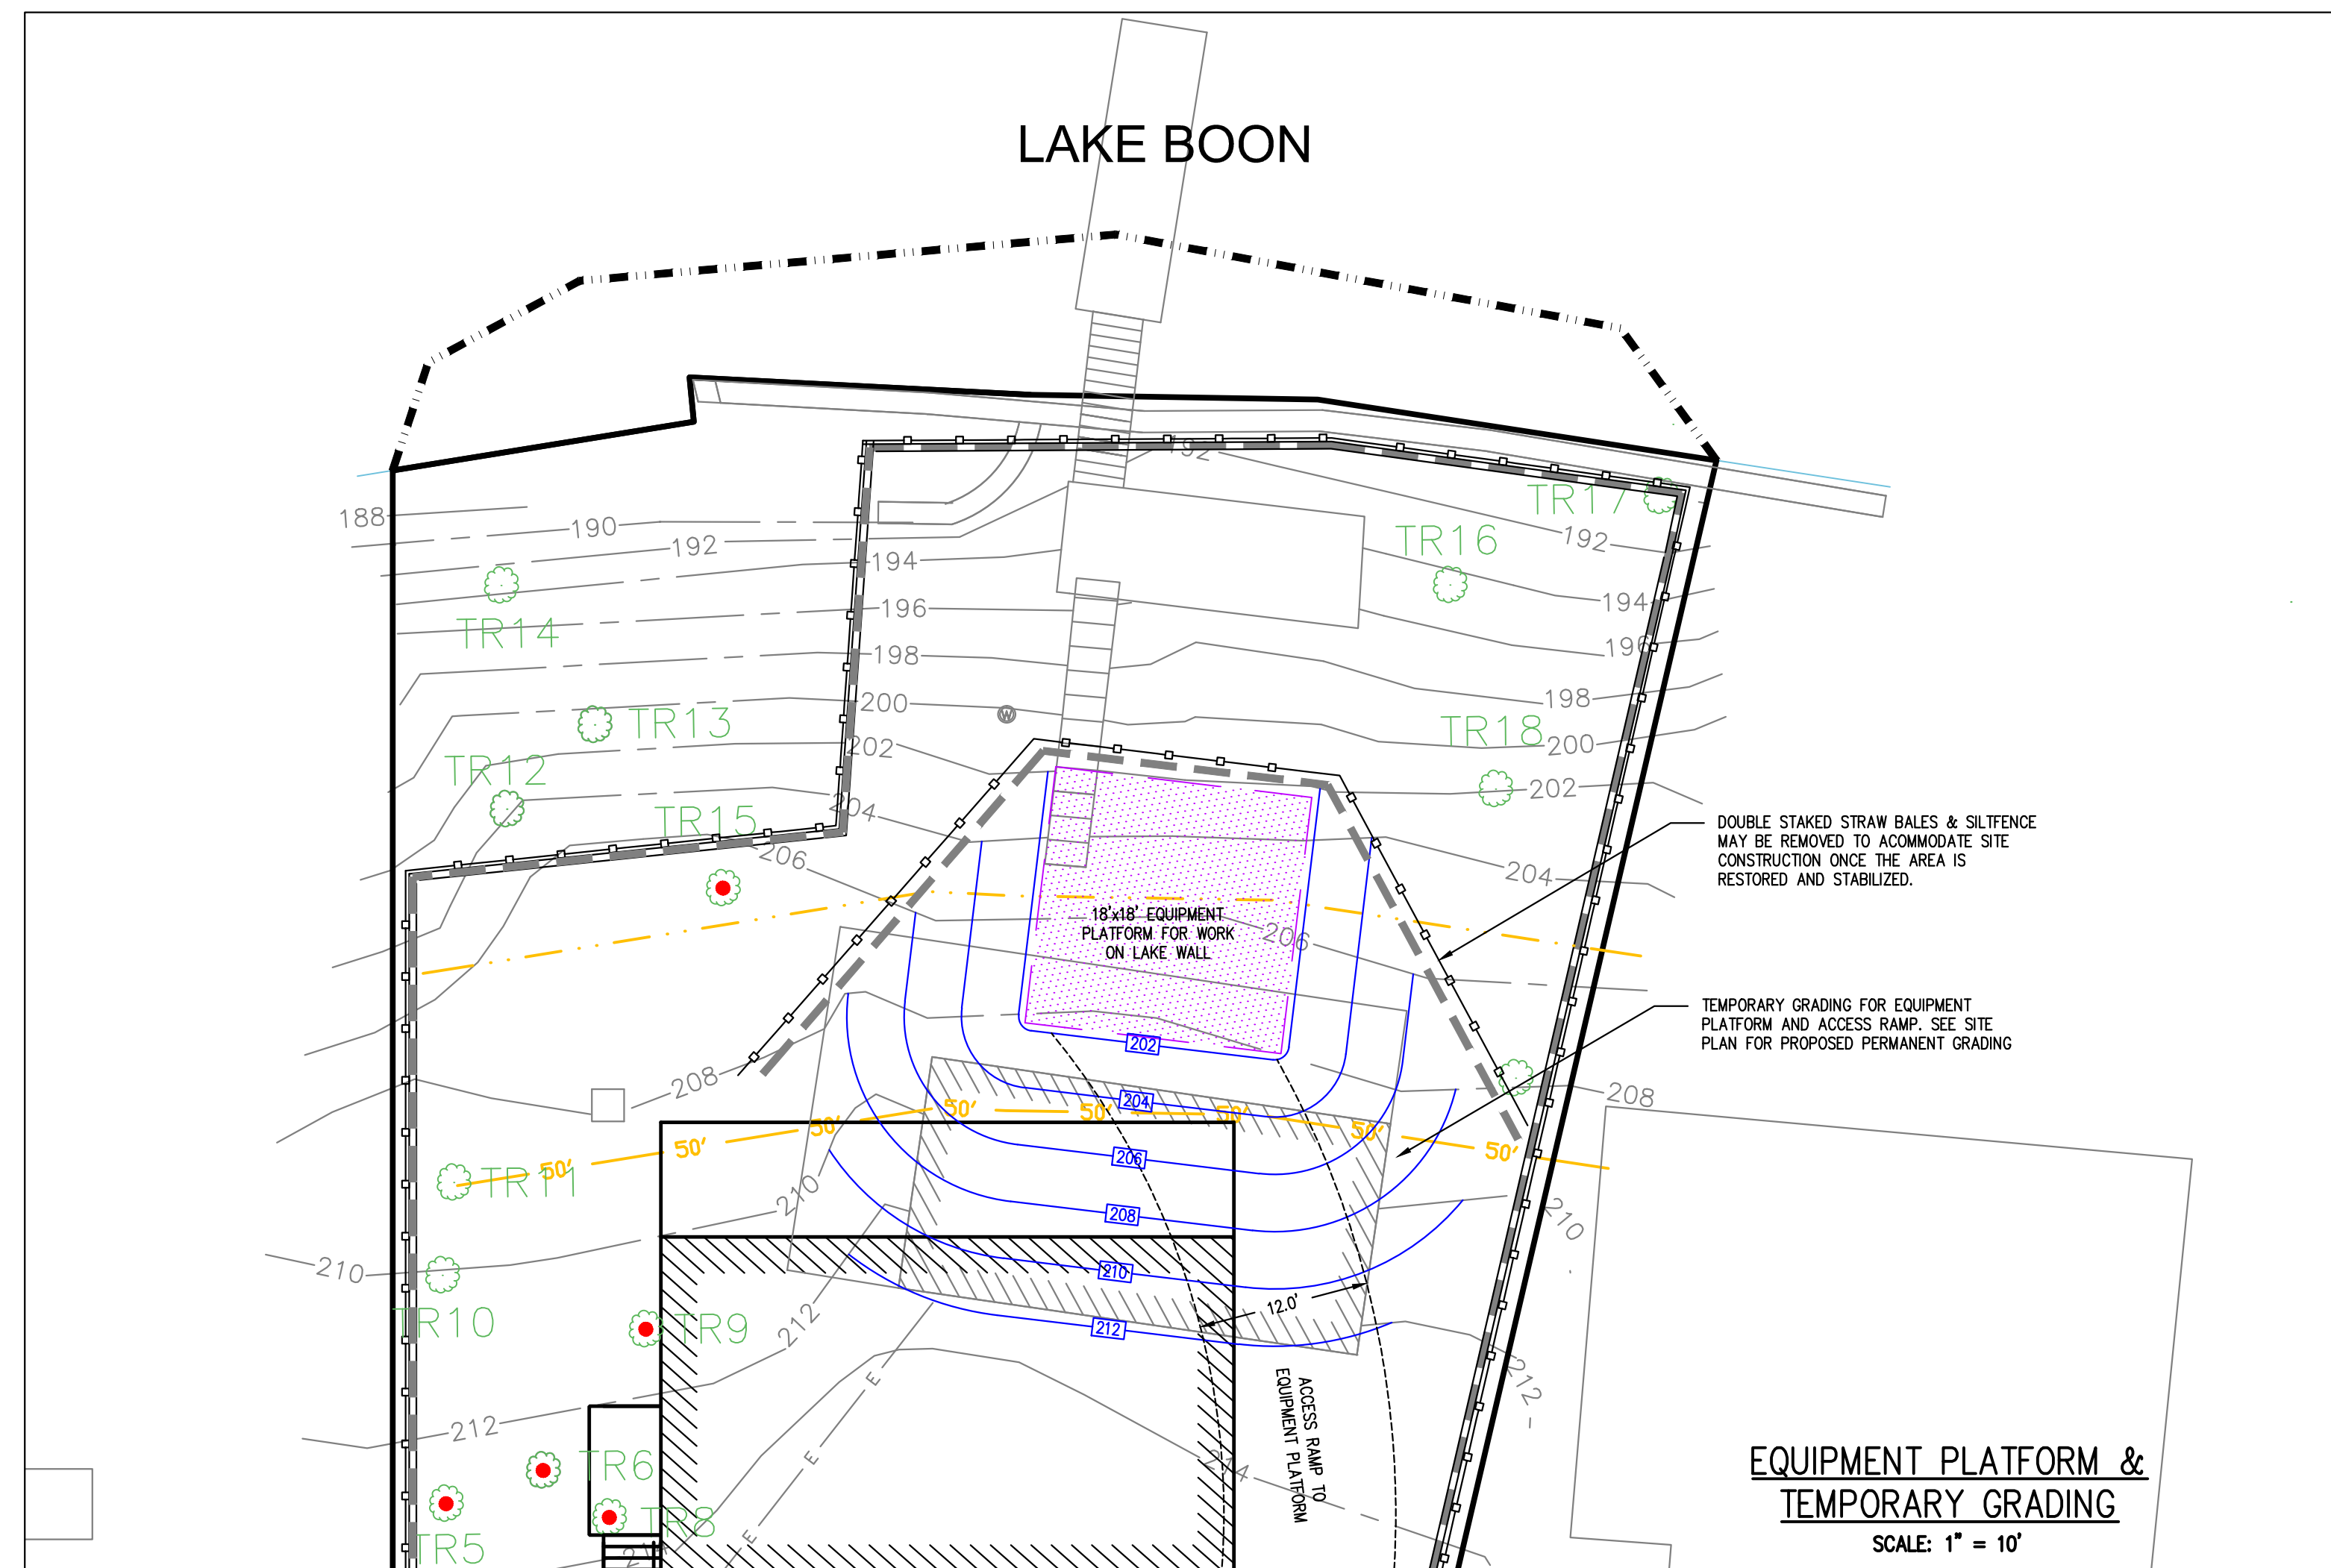 LAKE BOON
192
TR17
188
190
192
TR16
192
194
TR14
194
196
196
198
198
TR13
200
TR18
200
202
TR12
202
204
TR15
DOUBLE STAKED STRAW BALES & SILTFENCE
MAY BE REMOVED TO ACOMMODATE SITE
CONSTRUCTION ONCE THE AREA IS
RESTORED AND STABILIZED.
206
204
W
18'x18' EQUIPMENT
PLATFORM FOR WORK
ON LAKE WALL
206
TEMPORARY GRADING FOR EQUIPMENT
PLATFORM AND ACCESS RAMP. SEE SITE
PLAN FOR PROPOSED PERMANENT GRADING
202
208
208
204
50'
50'
50'
50'
50'
50'
50'
50'
206
TR11
210
208
210
210
210
12.0'
TR10
TR9
212
212
212
212
ACCESS RAMP TO
EQUIPMENT PLATFORM
E
E
E
TR6
214
TR8
TR5
214
EQUIPMENT PLATFORM &
TEMPORARY GRADING
SCALE: 1" = 10'